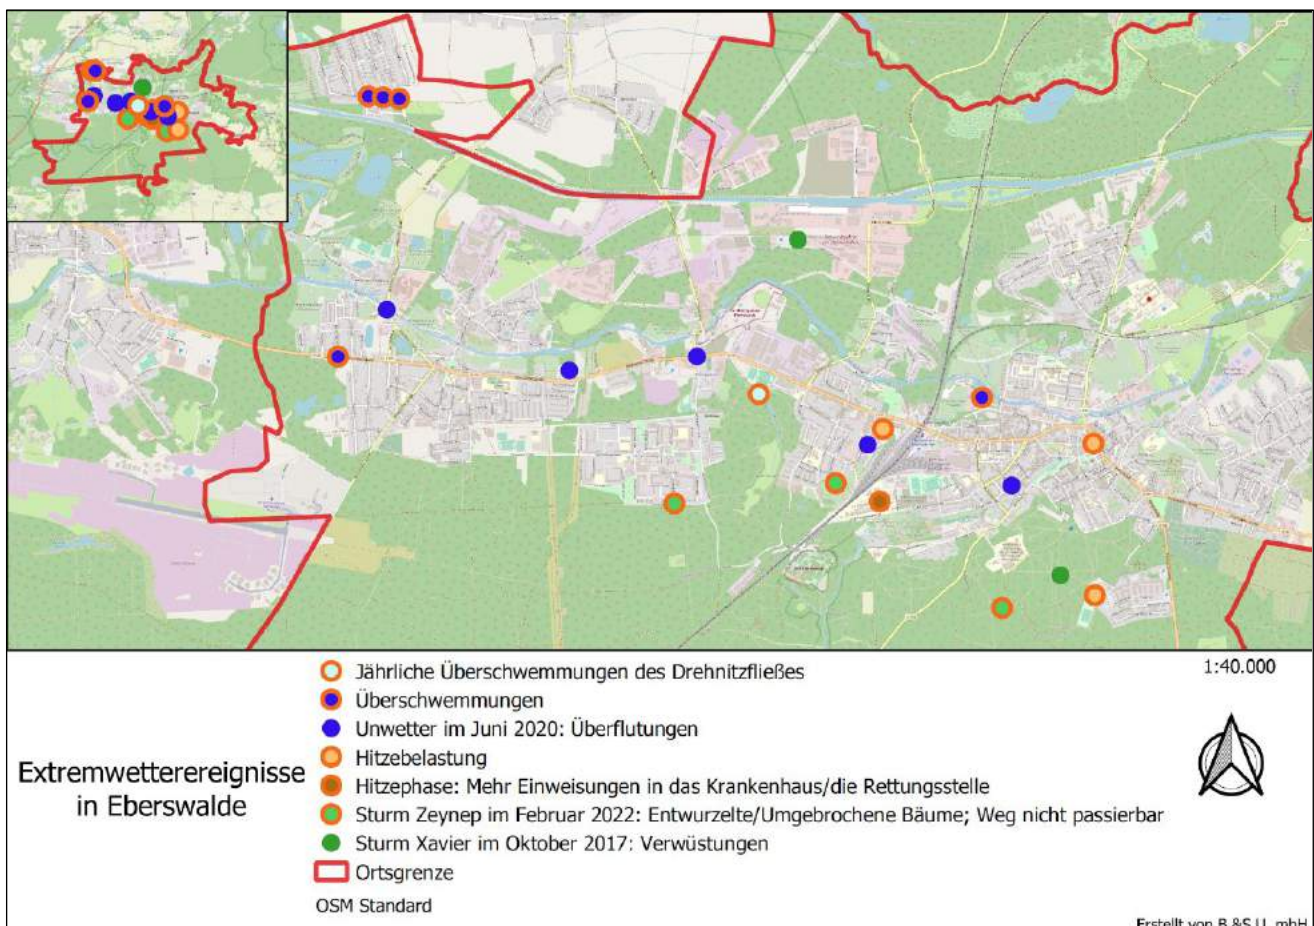 1:40.000
Jährliche Überschwemmungen des Drehnitzfließes
Überschwemmungen
Unwetter im Juni 2020: Überflutungen
Hitzebelastung
Hitzephase: Mehr Einweisungen in das Krankenhaus/die Rettungsstelle
Sturm Zeynep im Februar 2022: Entwurzelte/Umgebrochene Bäume; Weg nicht passierbar
Sturm Xavier im Oktober 2017: Verwüstungen
Ortsgrenze
OSM Standard
Extremwetterereignisse
in Eberswalde
Erstellt von B.&S.U. mbH